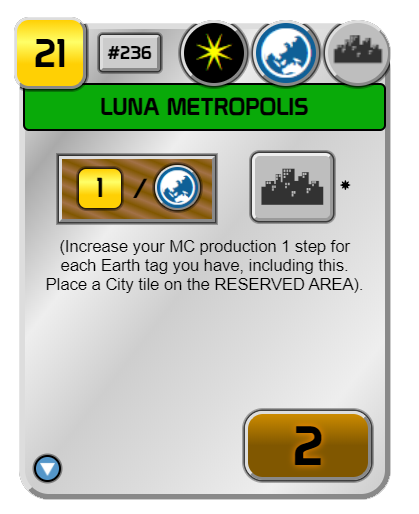 21
#236
LUNA METROPOLIS
1 /
*
(Increase your MC production 1 step for
each Earth tag you have, including this.
Place a City tile on the RESERVED AREA).
2